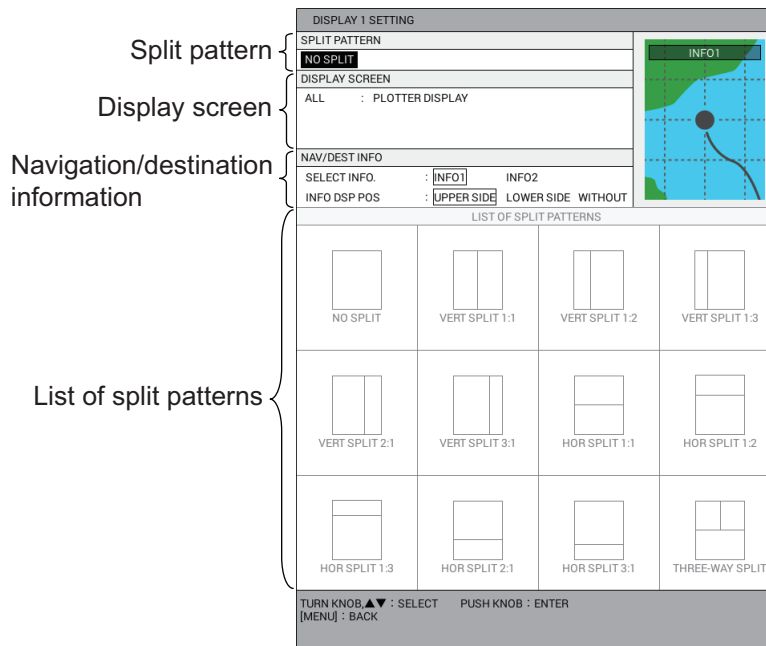 DISPLAY 1 SETTING
Split pattern
SPLIT PATTERN
NO SPLIT
INFO1
Display screen
DISPLAY SCREEN
ALL : PLOTTER DISPLAY
Navigation/destination
information
NAV/DEST INFO
SELECT INFO. : INFO1 INFO2
INFO DSP POS : UPPER SIDE LOWER SIDE WITHOUT
List of split patterns
LIST OF SPLIT PATTERNS
NO SPLIT VERT SPLIT 1:1 VERT SPLIT 1:2 VERT SPLIT 1:3
VERT SPLIT 2:1 VERT SPLIT 3:1 HOR SPLIT 1:1 HOR SPLIT 1:2
HOR SPLIT 1:3 HOR SPLIT 2:1 HOR SPLIT 3:1 THREE-WAY SPLIT
TURN KNOB,▲▼ : SELECT PUSH KNOB : ENTER
[MENU] : BACK